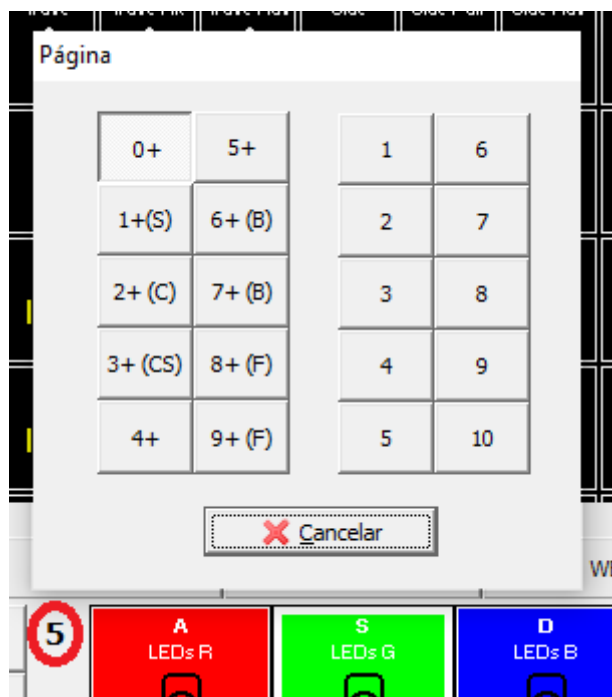 Página
0+ 5+ 1 6
1+(S) 6+ (B) 2 7
2+ (C) 7+ (B) 3 8
3+ (CS) 8+ (F) 4 9
4+ 9+ (F) 5 10
Cancelar
5
A S D
LEDs R LEDs G LEDs B